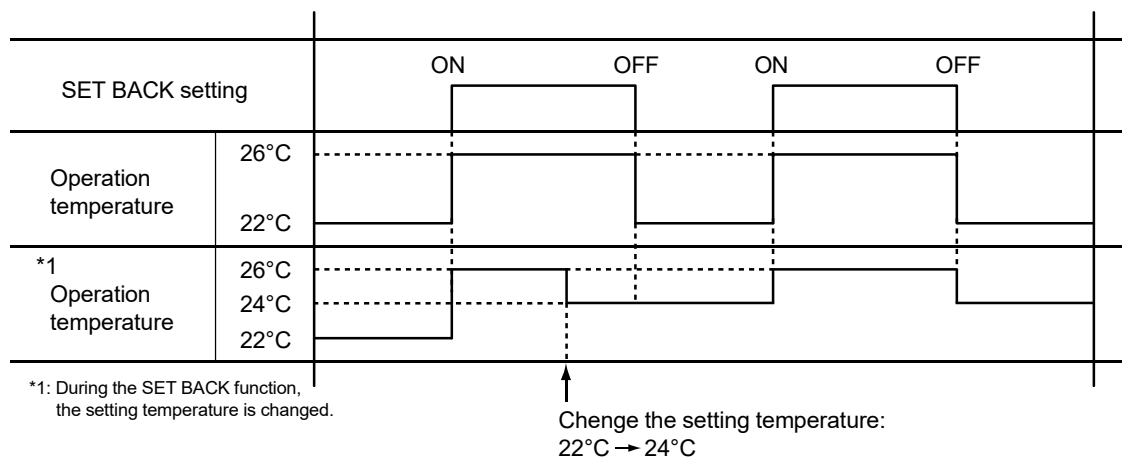 ON OFF ON OFF
SET BACK setting
Operation
temperature
26°C
22°C
*1
Operation
temperature
26°C
24°C
22°C
*1: During the SET BACK function,
the setting temperature is changed.
Chenge the setting temperature:
22°C → 24°C